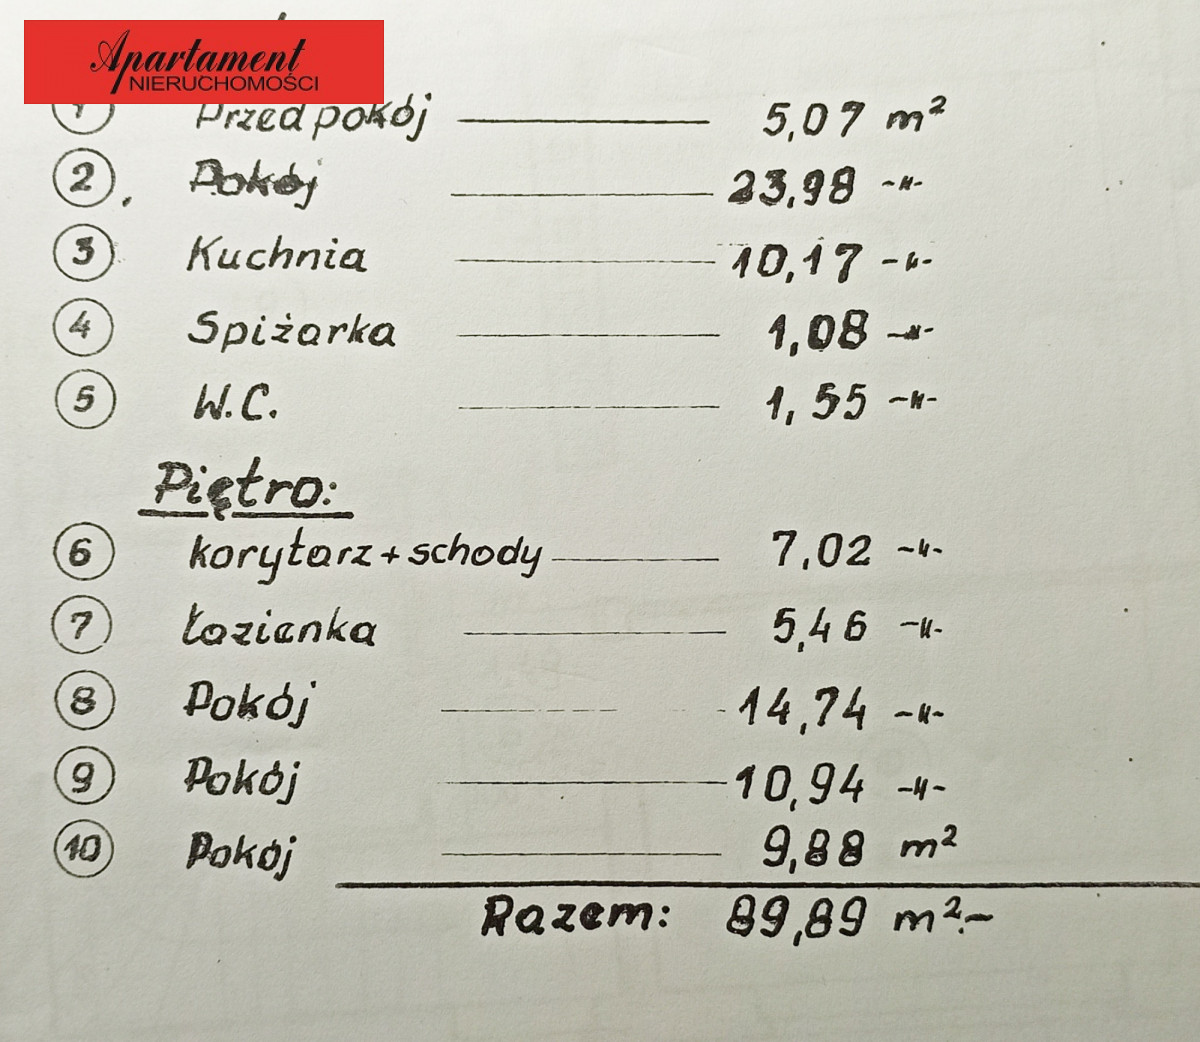 Apartament
NIERUCHOMOŚCI
1 Przedpokój 5,07 m²
2. Pokój 23,98 -„-
3 Kuchnia 10,17 -„-
4 Spiżarka 1,08 -„-
5 W.C. 1,55 -„-
Piętro:
6 korytarz + schody 7,02 -„-
7 Łazienka 5,46 -„-
8 Pokój 14,74 -„-
9 Pokój 10,94 -„-
10 Pokój 9,88 m²
Razem: 89,89 m².-